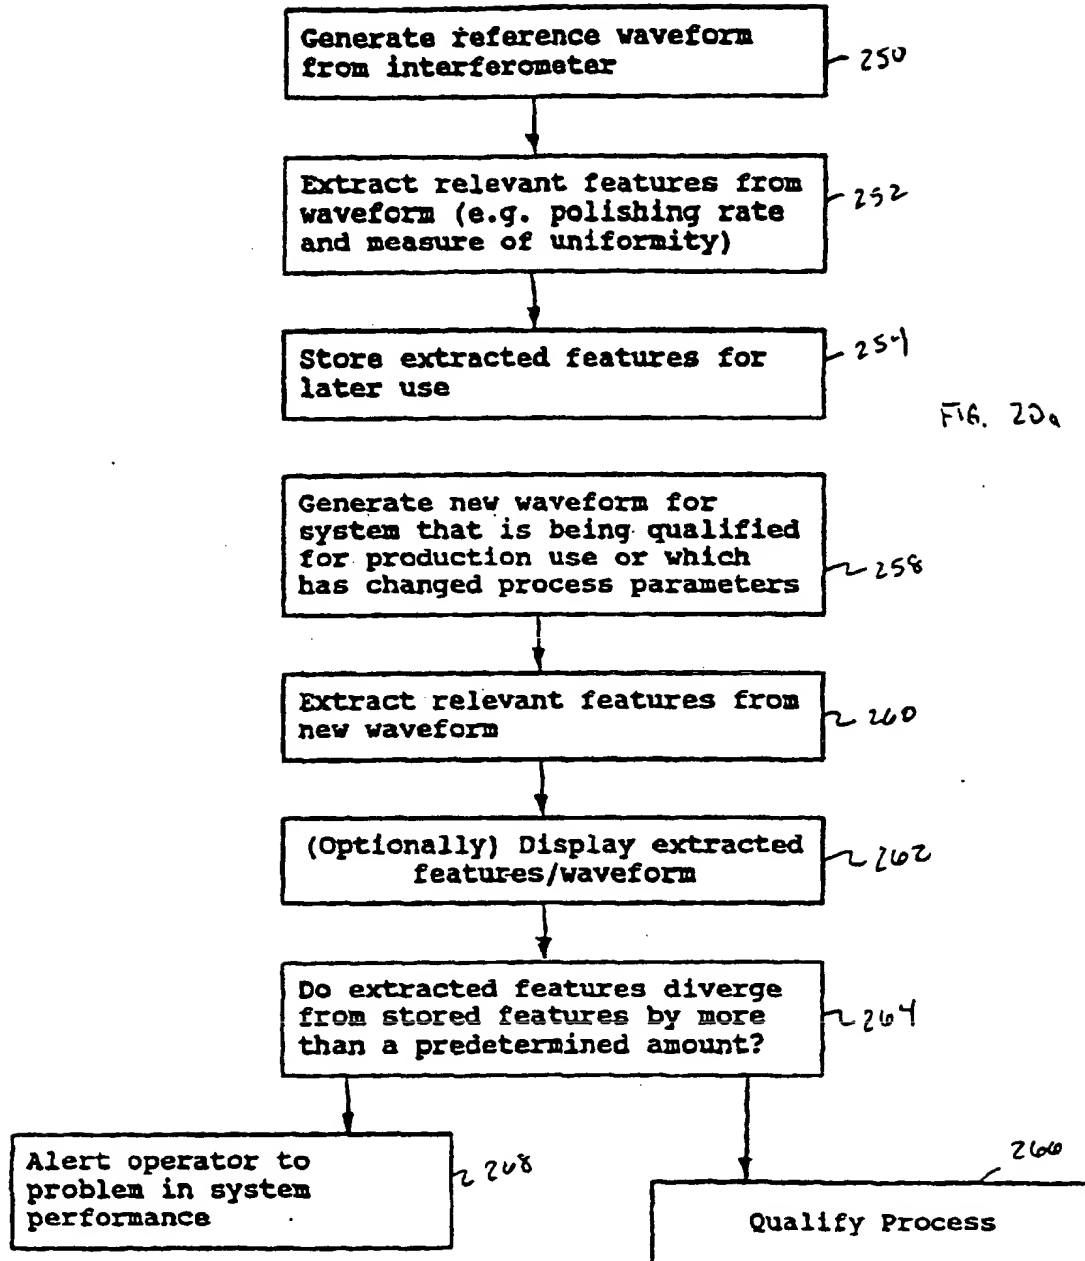 Generate reference waveform
from interferometer
250
Extract relevant features from
waveform (e.g. polishing rate
and measure of uniformity)
252
Store extracted features for
later use
254
FIG. 20a
Generate new waveform for
system that is being qualified
for production use or which
has changed process parameters
258
Extract relevant features from
new waveform
260
(Optionally) Display extracted
features/waveform
262
Do extracted features diverge
from stored features by more
than a predetermined amount?
264
Alert operator to
problem in system
performance
268
266
Qualify Process